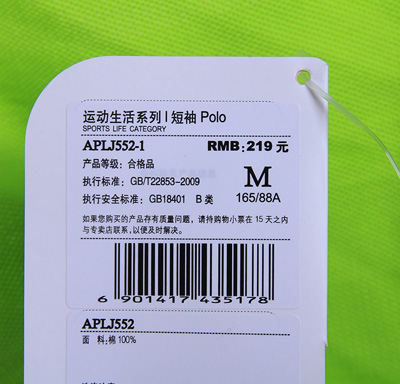 运动生活系列 | 短袖 Polo
SPORTS LIFE CATEGORY
APLJ552-1 RMB:219 元
产品等级：合格品
执行标准：GB/T22853-2009 M
执行安全标准：GB18401 B 类 165/88A
如果您购买的产品存有质量问题，请持购物小票在 15 天之内
与专卖店联系，以便及时解决。
6 901417 435178
APLJ552
面 料:棉 100%